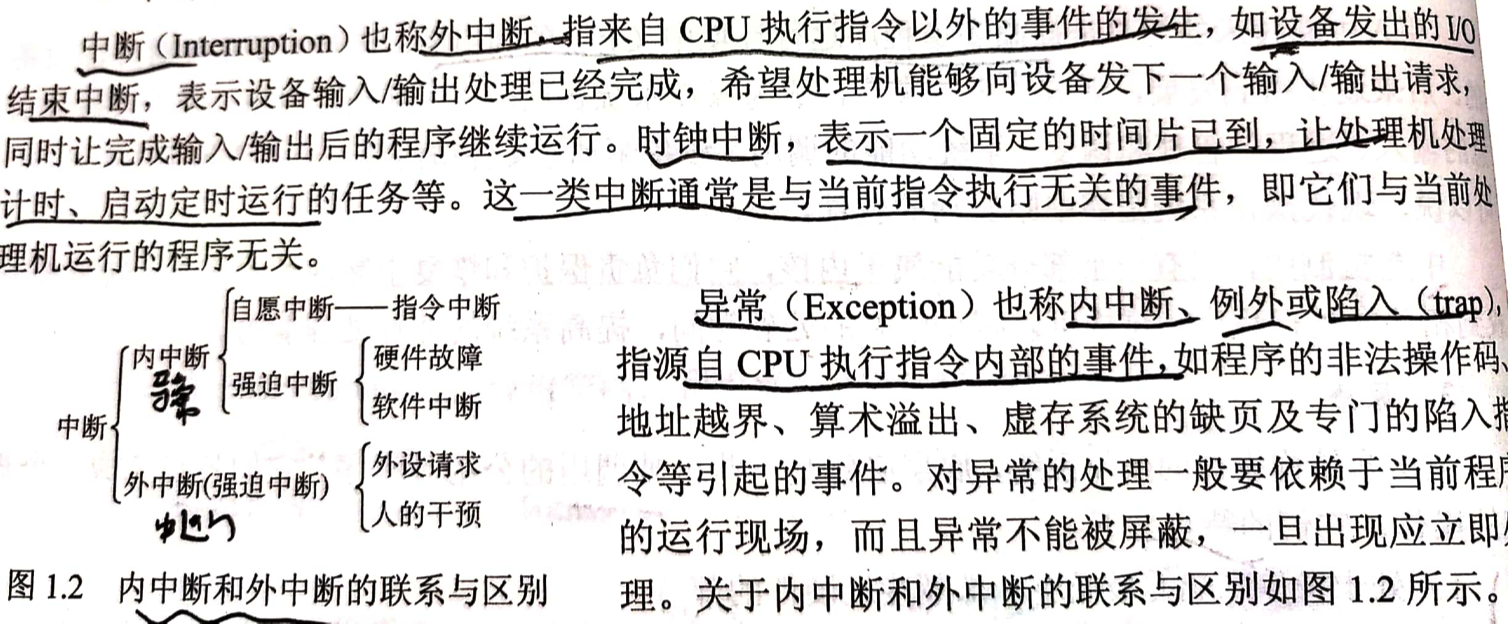 中断（Interruption）也称外中断，指来自 CPU 执行指令以外的事件的发生，如设备发出的 I/O
结束中断，表示设备输入/输出处理已经完成，希望处理机能够向设备发下一个输入/输出请求，
同时让完成输入/输出后的程序继续运行。时钟中断，表示一个固定的时间片已到，让处理机处理
计时、启动定时运行的任务等。这一类中断通常是与当前指令执行无关的事件，即它们与当前处
理机运行的程序无关。
自愿中断——指令中断
内中断
异常
强迫中断
硬件故障
软件中断
中断
外中断(强迫中断)
中断
外设请求
人的干预
图 1.2 内中断和外中断的联系与区别
异常（Exception）也称内中断、例外或陷入（trap），
指源自 CPU 执行指令内部的事件，如程序的非法操作码、
地址越界、算术溢出、虚存系统的缺页及专门的陷入指
令等引起的事件。对异常的处理一般要依赖于当前程序
的运行现场，而且异常不能被屏蔽，一旦出现应立即
理。关于内中断和外中断的联系与区别如图 1.2 所示。